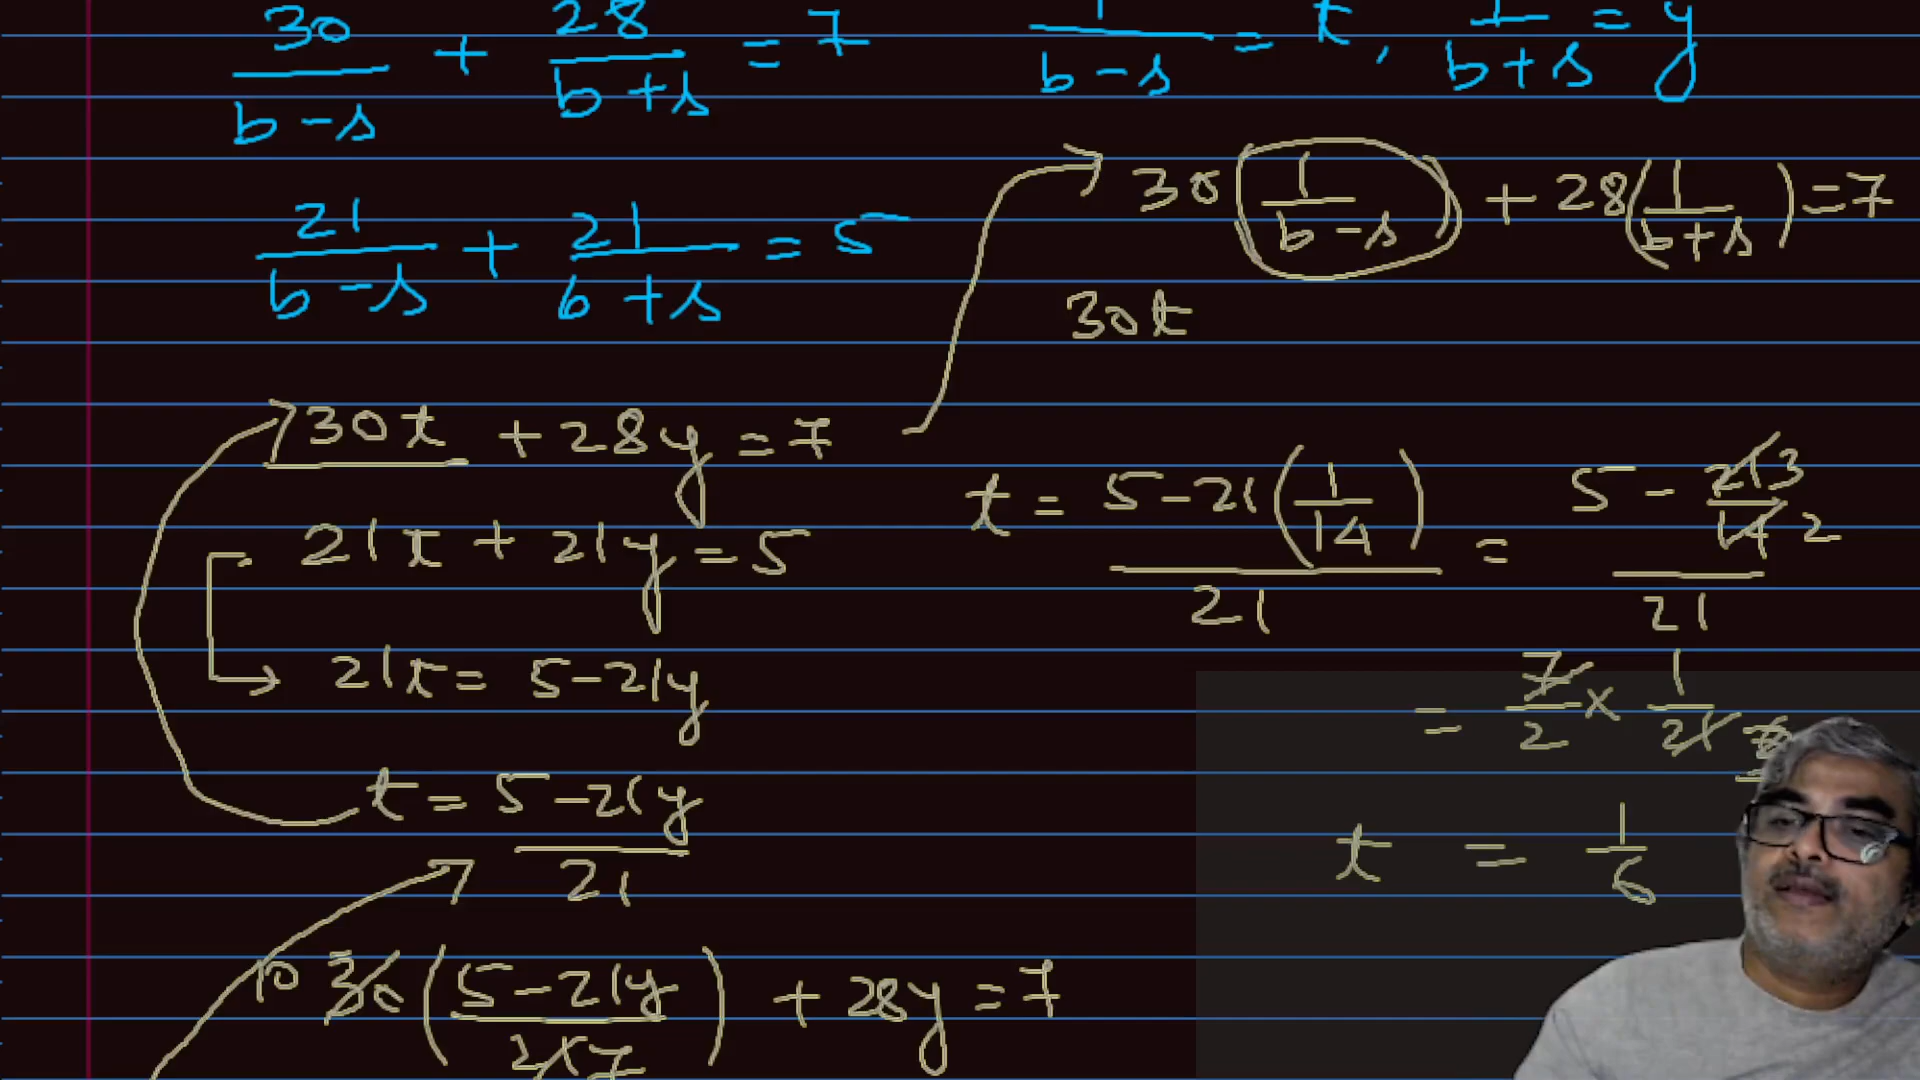 30/(b-s) + 28/(b+s) = 7
1/(b-s) = t, 1/(b+s) = y
30(1/(b-s)) + 28(1/(b+s)) = 7
21/(b-s) + 21/(b+s) = 5
30t
30t + 28y = 7
21t + 21y = 5
21t = 5-21y
t = (5-21y)/21
10 30((5-21y)/21 7) + 28y = 7
t = (5-21(1/14))/21 = (5 - 21 3/14 2)/21
= 7/2 × 1/21
t = 1/6